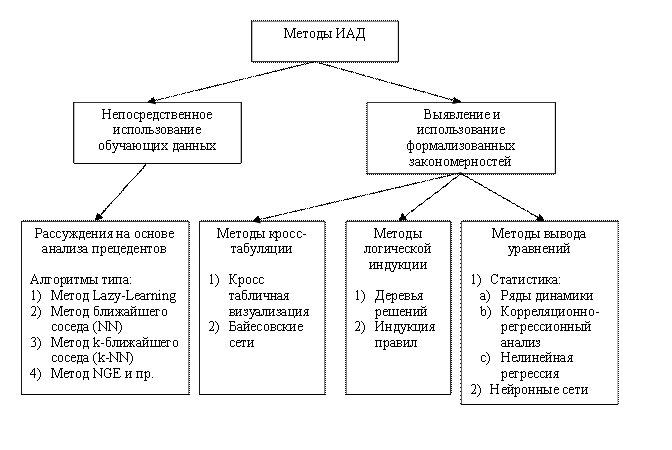 Методы ИАД
Непосредственное
использование
обучающих данных
Выявление и
использование
формализованных
закономерностей
Рассуждения на основе
анализа прецедентов
Алгоритмы типа:
1) Метод Lazy-Learning
2) Метод ближайшего
соседа (NN)
3) Метод k-ближайшего
соседа (k-NN)
4) Метод NGE и пр.
Методы кросс-
табуляции
1) Кросс
табличная
визуализация
2) Байесовские
сети
Методы
логической
индукции
1) Деревья
решений
2) Индукция
правил
Методы вывода
уравнений
1) Статистика:
a) Ряды динамики
b) Корреляционно-
регрессионный
анализ
c) Нелинейная
регрессия
2) Нейронные сети